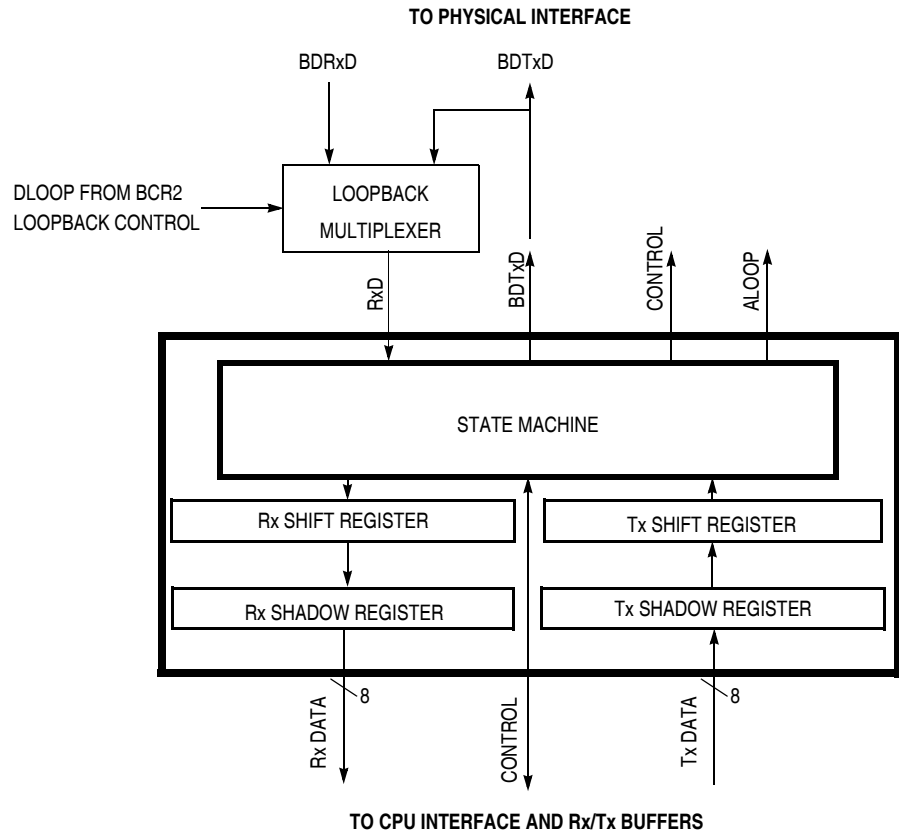 TO PHYSICAL INTERFACE
BDRxD
BDTxD
DLOOP FROM BCR2
LOOPBACK CONTROL
LOOPBACK
MULTIPLEXER
RxD
BDTxD
CONTROL
ALOOP
STATE MACHINE
Rx SHIFT REGISTER
Tx SHIFT REGISTER
Rx SHADOW REGISTER
Tx SHADOW REGISTER
8
8
Rx DATA
CONTROL
Tx DATA
TO CPU INTERFACE AND Rx/Tx BUFFERS